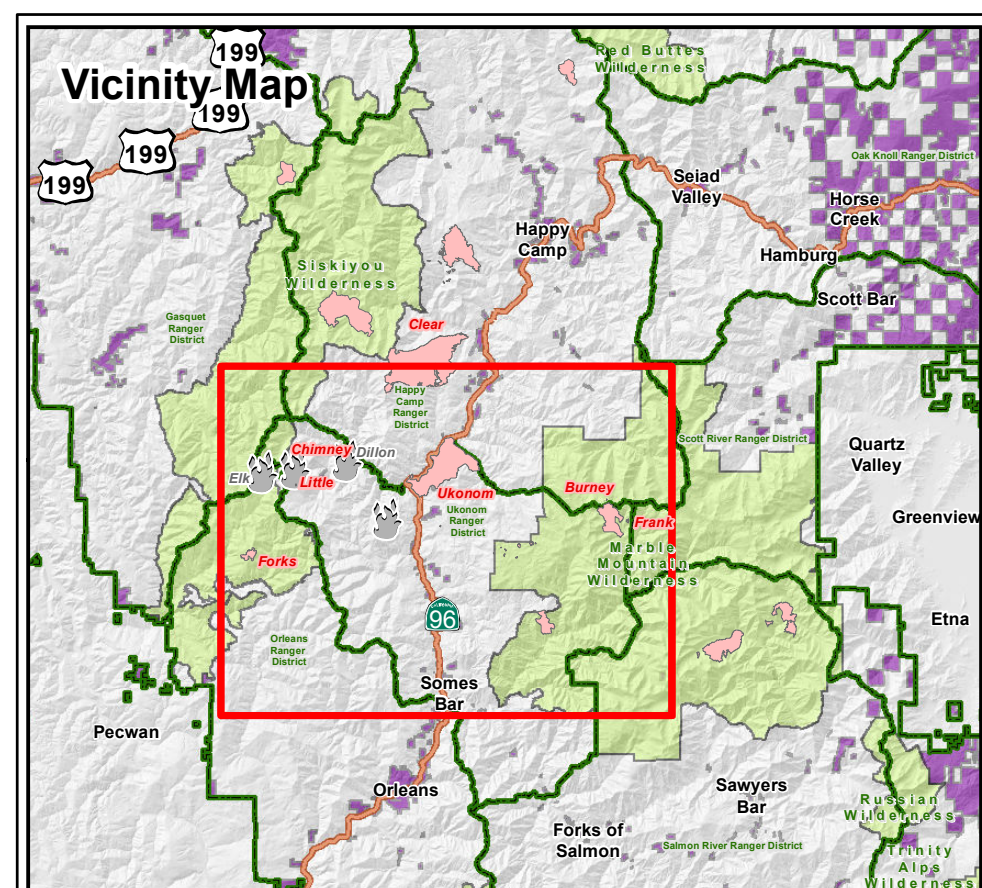 Vicinity Map
199
199
199
199
Red Buttes
Wilderness
Oak Knoll Ranger District
Seiad
Valley
Horse
Creek
Happy
Camp
Hamburg
Siskiyou
Wilderness
Scott Bar
Gasquet
Ranger
District
Clear
Happy
Camp
Ranger
District
Scott River Ranger District
Quartz
Valley
Chimney
Dillon
Elk
Little
Ukonom
Burney
Ukonom
Ranger
District
Frank
Greenview
Marble
Mountain
Wilderness
Forks
CALIFORNIA
96
Etna
Orleans
Ranger
District
Somes
Bar
Pecwan
Orleans
Sawyers
Bar
Russian
Wilderness
Forks of
Salmon
Salmon River Ranger District
Trinity
Alps
Wilderness